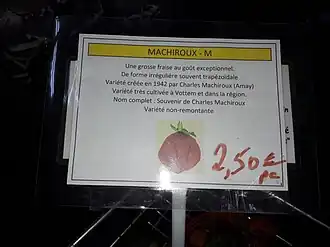 MACHIROUX - M
Une grosse fraise au goût exceptionnel.
De forme irrégulière souvent trapézoïdale
Variété créée en 1942 par Charles Machiroux (Amay)
Variété très cultivée à Vottem et dans la région.
Nom complet : Souvenir de Charles Machiroux
Variété non-remontante
2,50€
pc